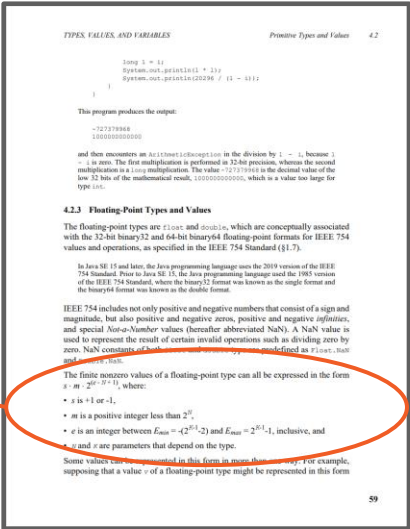 TYPES, VALUES, AND VARIABLES Primitive Types and Values 4.2
long l = i;
System.out.println(l * l);
System.out.println(20296 / (l - i));
}
}
This program produces the output:
-727379968
1000000000000
and then encounters an ArithmeticException in the division by l - i, because l
- i is zero. The first multiplication is performed in 32-bit precision, whereas the second
multiplication is a long multiplication. The value -727379968 is the decimal value of the
low 32 bits of the mathematical result, 1000000000000, which is a value too large for
type int.
4.2.3 Floating-Point Types and Values
The floating-point types are float and double, which are conceptually associated
with the 32-bit binary32 and 64-bit binary64 floating-point formats for IEEE 754
values and operations, as specified in the IEEE 754 Standard (§1.7).
In Java SE 15 and later, the Java programming language uses the 2019 version of the IEEE
754 Standard. Prior to Java SE 15, the Java programming language used the 1985 version
of the IEEE 754 Standard, where the binary32 format was known as the single format and
the binary64 format was known as the double format.
IEEE 754 includes not only positive and negative numbers that consist of a sign and
magnitude, but also positive and negative zeros, positive and negative infinities,
and special Not-a-Number values (hereafter abbreviated NaN). A NaN value is
used to represent the result of certain invalid operations such as dividing zero by
zero. NaN constants of both predefined as Float.NaN
and .NaN.
The finite nonzero values of a floating-point type can all be expressed in the form
s · m · 2^(e - N + 1), where:
• s is +1 or -1,
• m is a positive integer less than 2^N,
• e is an integer between Emin = -(2^K-1-2) and Emax = 2^K-1-1, inclusive, and
• N and K are parameters that depend on the type.
Some values can be represented in this form in more than one way. For example,
supposing that a value v of a floating-point type might be represented in this form
59